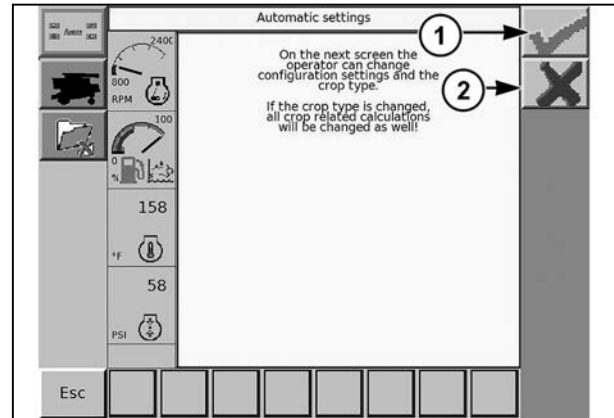 Automatic settings
1
On the next screen the
operator can change
configuration settings and the
crop type.
If the crop type is changed,
all crop related calculations
will be changed as well!
2
2400
800
RPM
100
0
%
158
°F
58
PSI
Esc